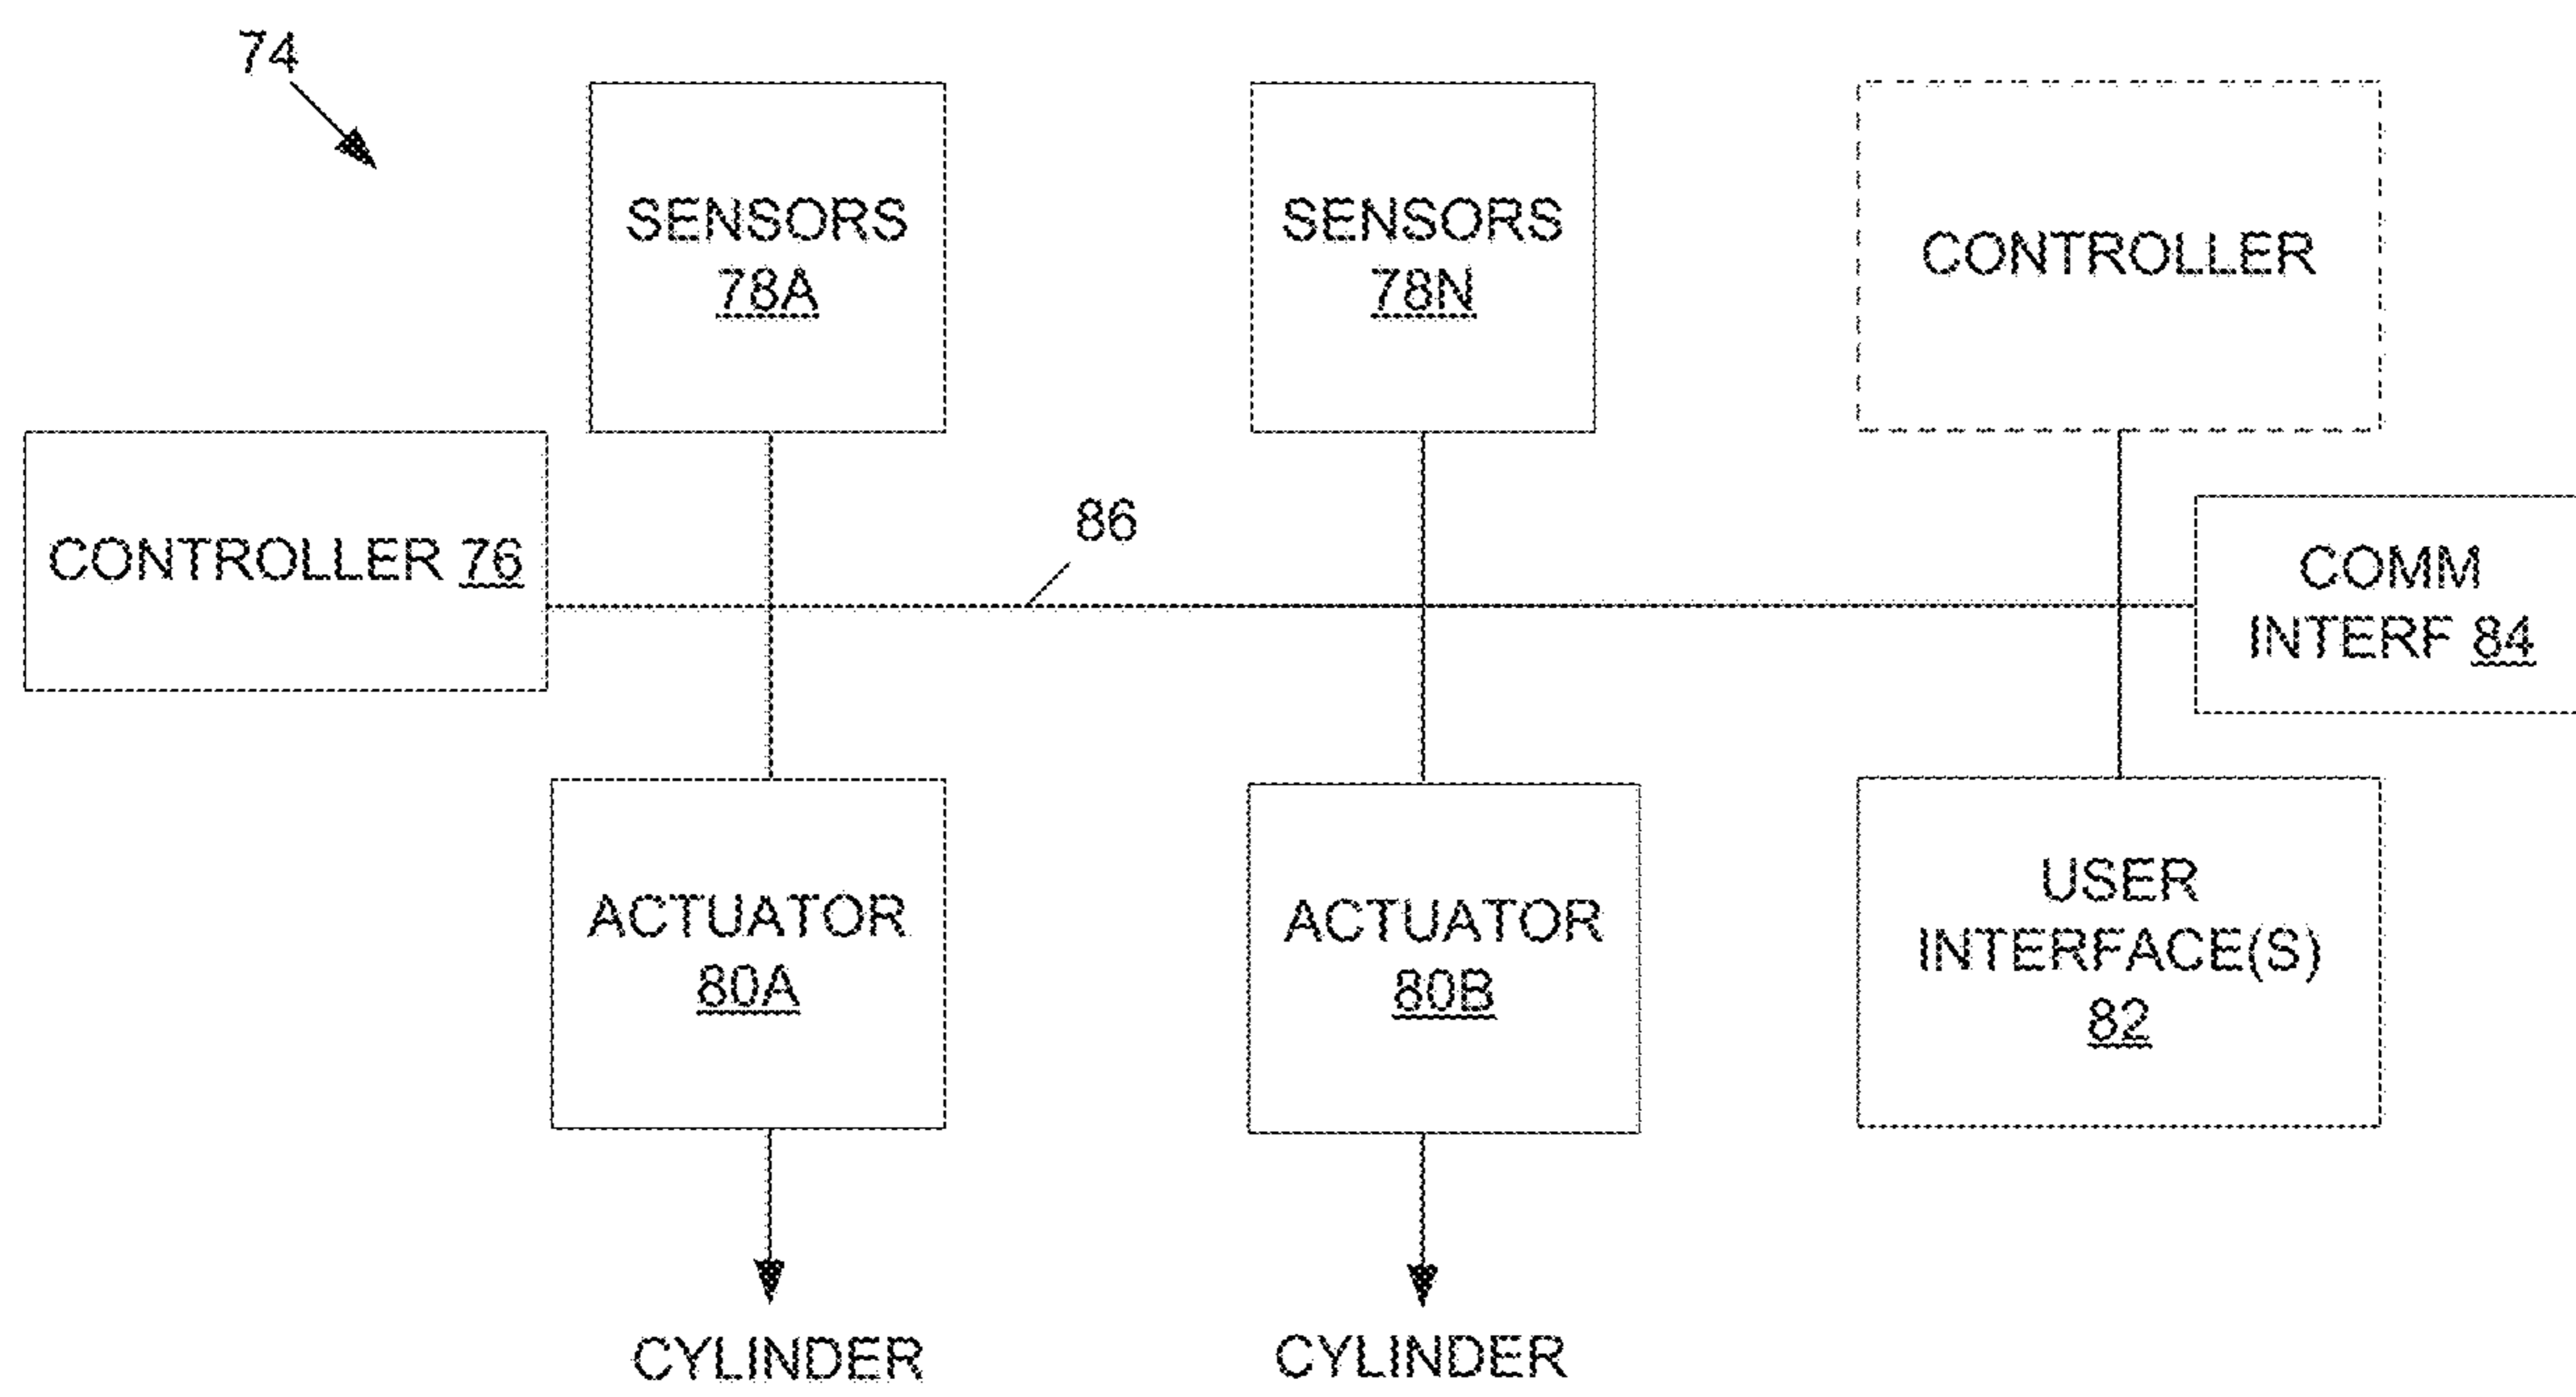 74
SENSORS
78A
SENSORS
78N
CONTROLLER
CONTROLLER 76
86
COMM
INTERF 84
ACTUATOR
80A
ACTUATOR
80B
USER
INTERFACE(S)
82
CYLINDER
CYLINDER